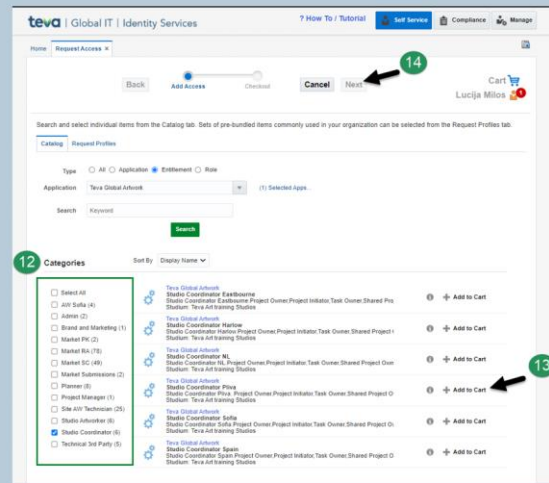 teva | Global IT | Identity Services
? How To / Tutorial
Self Service
Compliance
Manage
Home
Request Access ×
14
Back
Add Access
Checkout
Cancel
Next
Cart
Lucija Milos
1
Search and select individual items from the Catalog tab. Sets of pre-bundled items commonly used in your organization can be selected from the Request Profiles tab.
Catalog
Request Profiles
Type
All
Application
Entitlement
Role
Application
Teva Global Artwork
(1) Selected Apps..
Search
Keyword
Search
12
Categories
Sort By
Display Name
Select All
AW Sofia (4)
Admin (2)
Brand and Marketing (1)
Market PK (2)
Market RA (78)
Market SC (49)
Market Submissions (2)
Planner (8)
Project Manager (1)
Site AW Technician (25)
Studio Artworker (6)
Studio Coordinator (6)
Technical 3rd Party (5)
Teva Global Artwork
Studio Coordinator Eastbourne
Studio Coordinator Eastbourne Project Owner,Project Initiator,Task Owner,Shared Pro
Studium: Teva Art training Studios
Add to Cart
Teva Global Artwork
Studio Coordinator Harlow
Studio Coordinator Harlow Project Owner,Project Initiator,Task Owner,Shared Project
Studium: Teva Art training Studios
Add to Cart
Teva Global Artwork
Studio Coordinator NL
Studio Coordinator NL Project Owner,Project Initiator,Task Owner,Shared Project Own
Studium: Teva Art training Studios
Add to Cart
13
Teva Global Artwork
Studio Coordinator Pliva
Studio Coordinator Pliva Project Owner,Project Initiator,Task Owner,Shared Project O
Studium: Teva Art training Studios
Add to Cart
Teva Global Artwork
Studio Coordinator Sofia
Studio Coordinator Sofia Project Owner,Project Initiator,Task Owner,Shared Project
Studium: Teva Art training Studios
Add to Cart
Teva Global Artwork
Studio Coordinator Spain
Studio Coordinator Spain Project Owner,Project Initiator,Task Owner,Shared Project O
Studium: Teva Art training Studios
Add to Cart